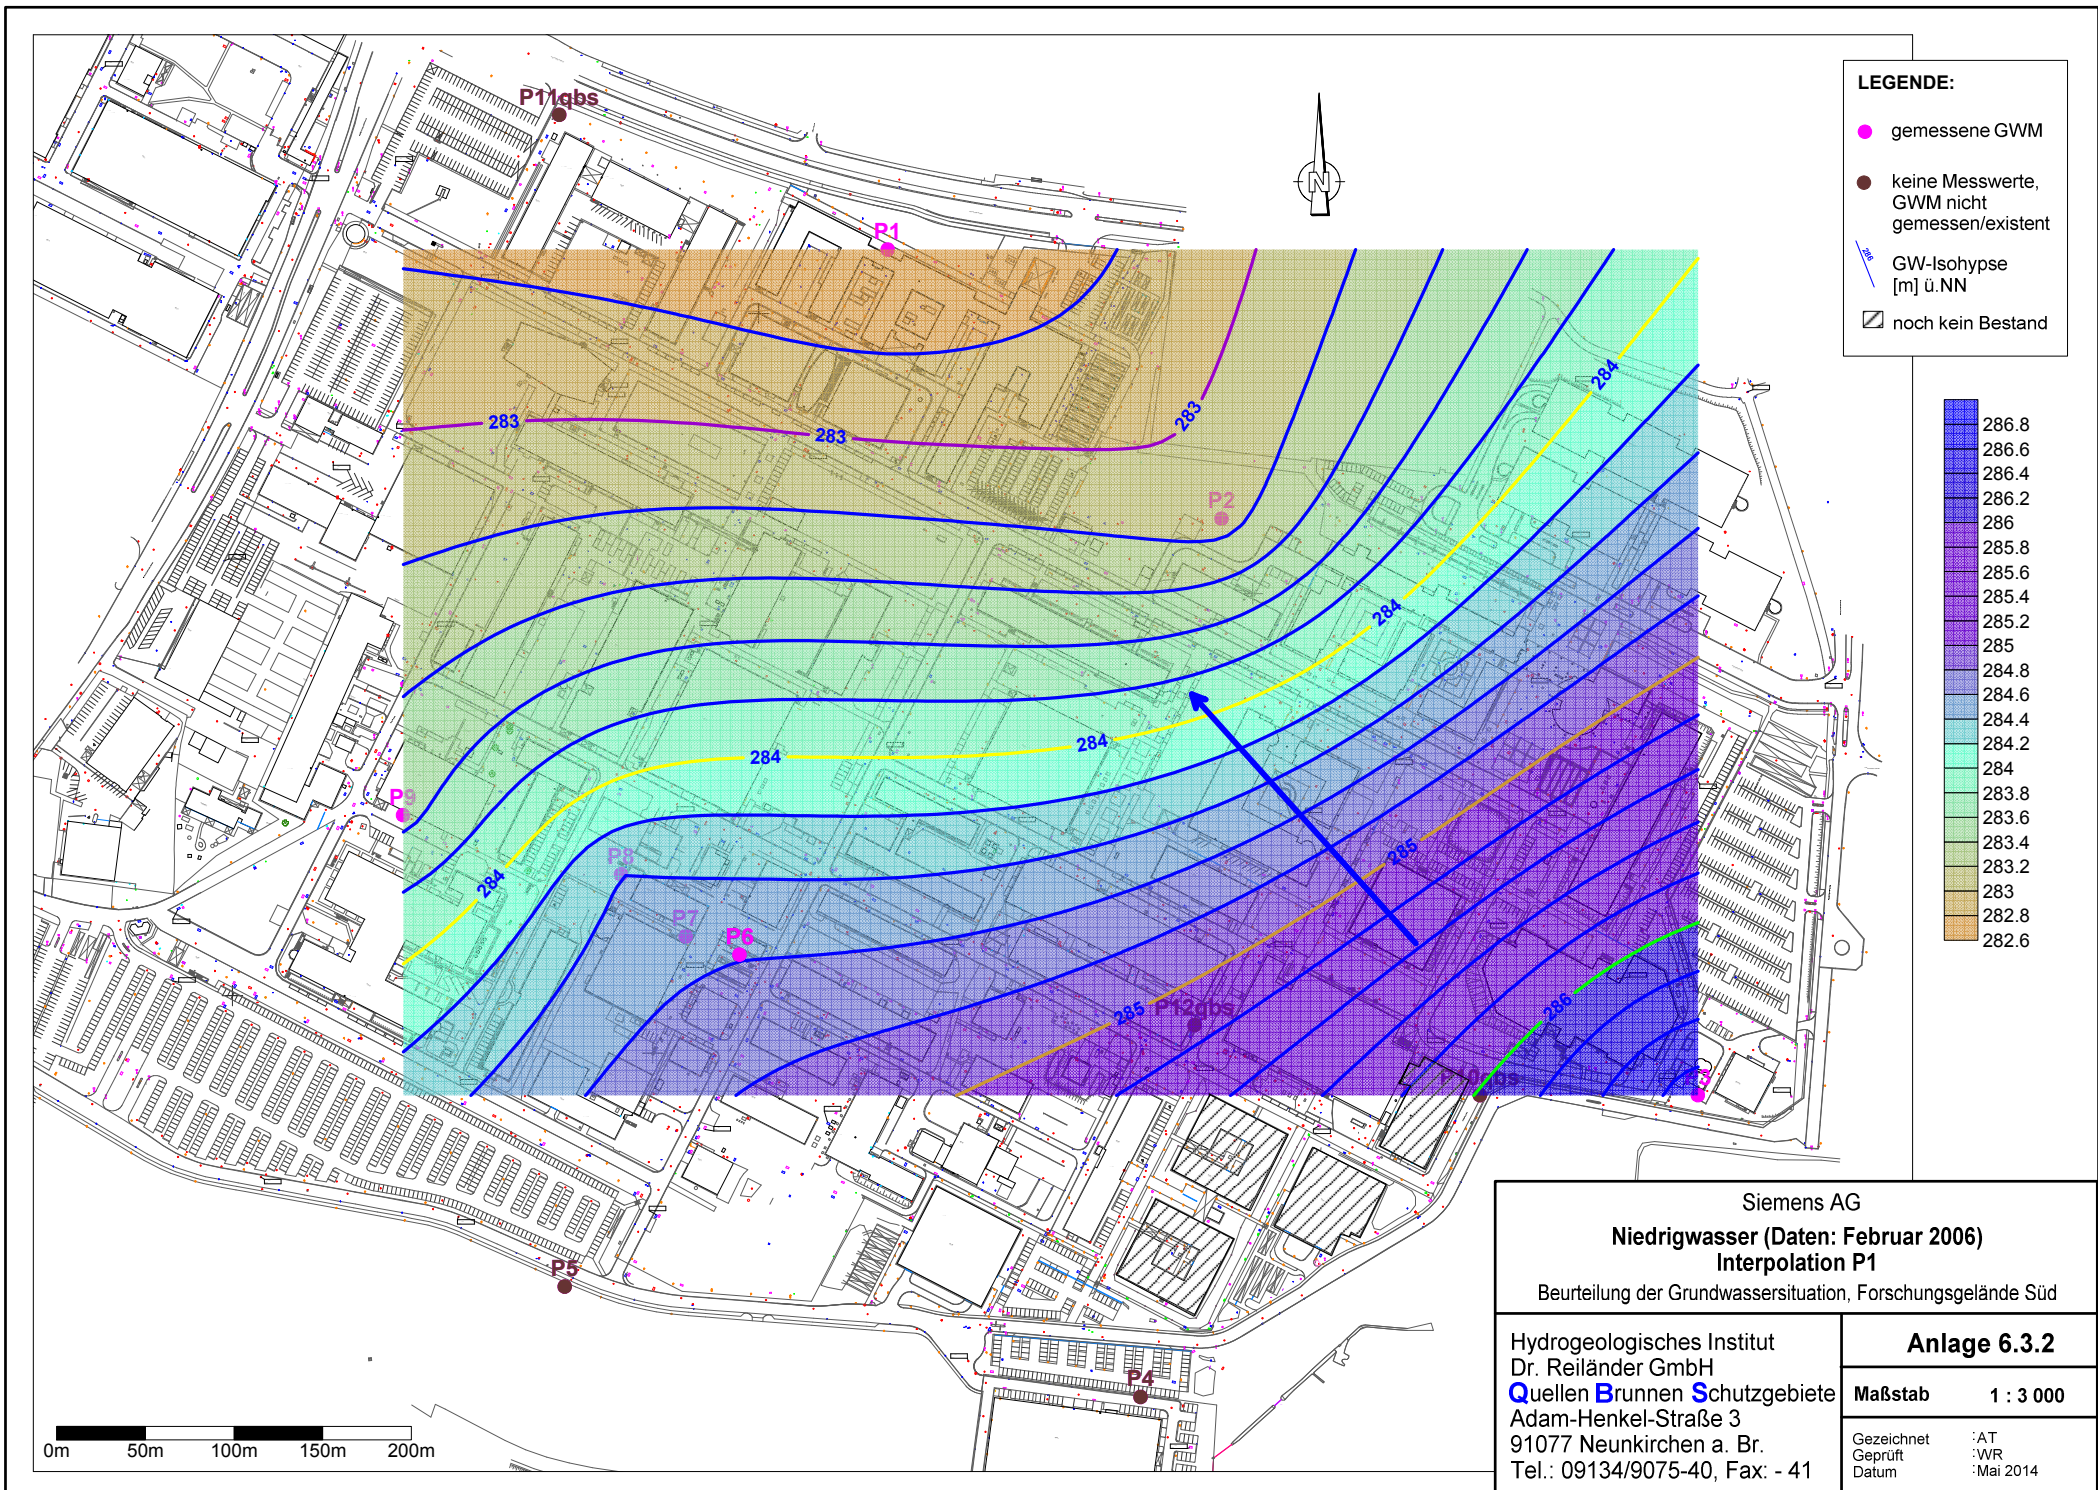 P11qbs
P1
N
283
283
283
284
P2
284
284
284
P9
P8
284
285
P7
P6
286
285
P12qbs
P5
P4
0m
50m
100m
150m
200m
LEGENDE:
gemessene GWM
keine Messwerte,
GWM nicht
gemessen/existent
286
GW-Isohypse
[m] ü.NN
noch kein Bestand
286.8
286.6
286.4
286.2
286
285.8
285.6
285.4
285.2
285
284.8
284.6
284.4
284.2
284
283.8
283.6
283.4
283.2
283
282.8
282.6
Siemens AG
Niedrigwasser (Daten: Februar 2006)
Interpolation P1
Beurteilung der Grundwassersituation, Forschungsgelände Süd
Hydrogeologisches Institut
Dr. Reiländer GmbH
Quellen Brunnen Schutzgebiete
Adam-Henkel-Straße 3
91077 Neunkirchen a. Br.
Tel.: 09134/9075-40, Fax: - 41
Anlage 6.3.2
Maßstab 1 : 3 000
Gezeichnet : AT
Geprüft : WR
Datum : Mai 2014